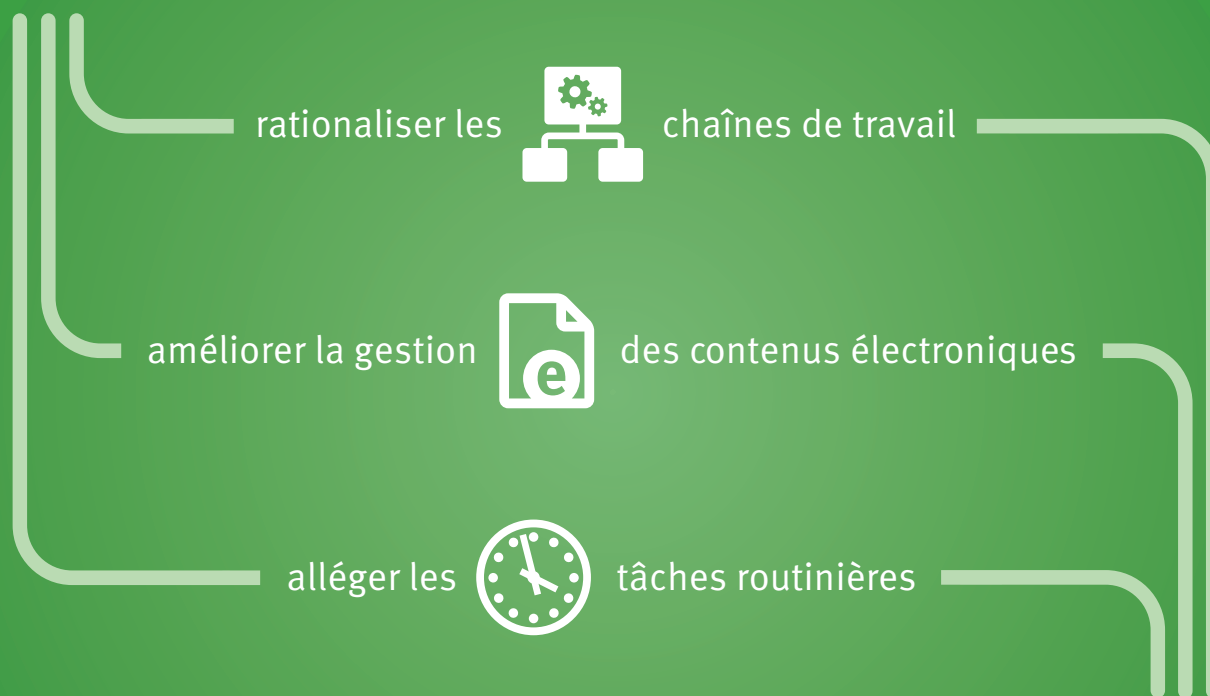 rationaliser les chaînes de travail
améliorer la gestion e des contenus électroniques
alléger les tâches routinières